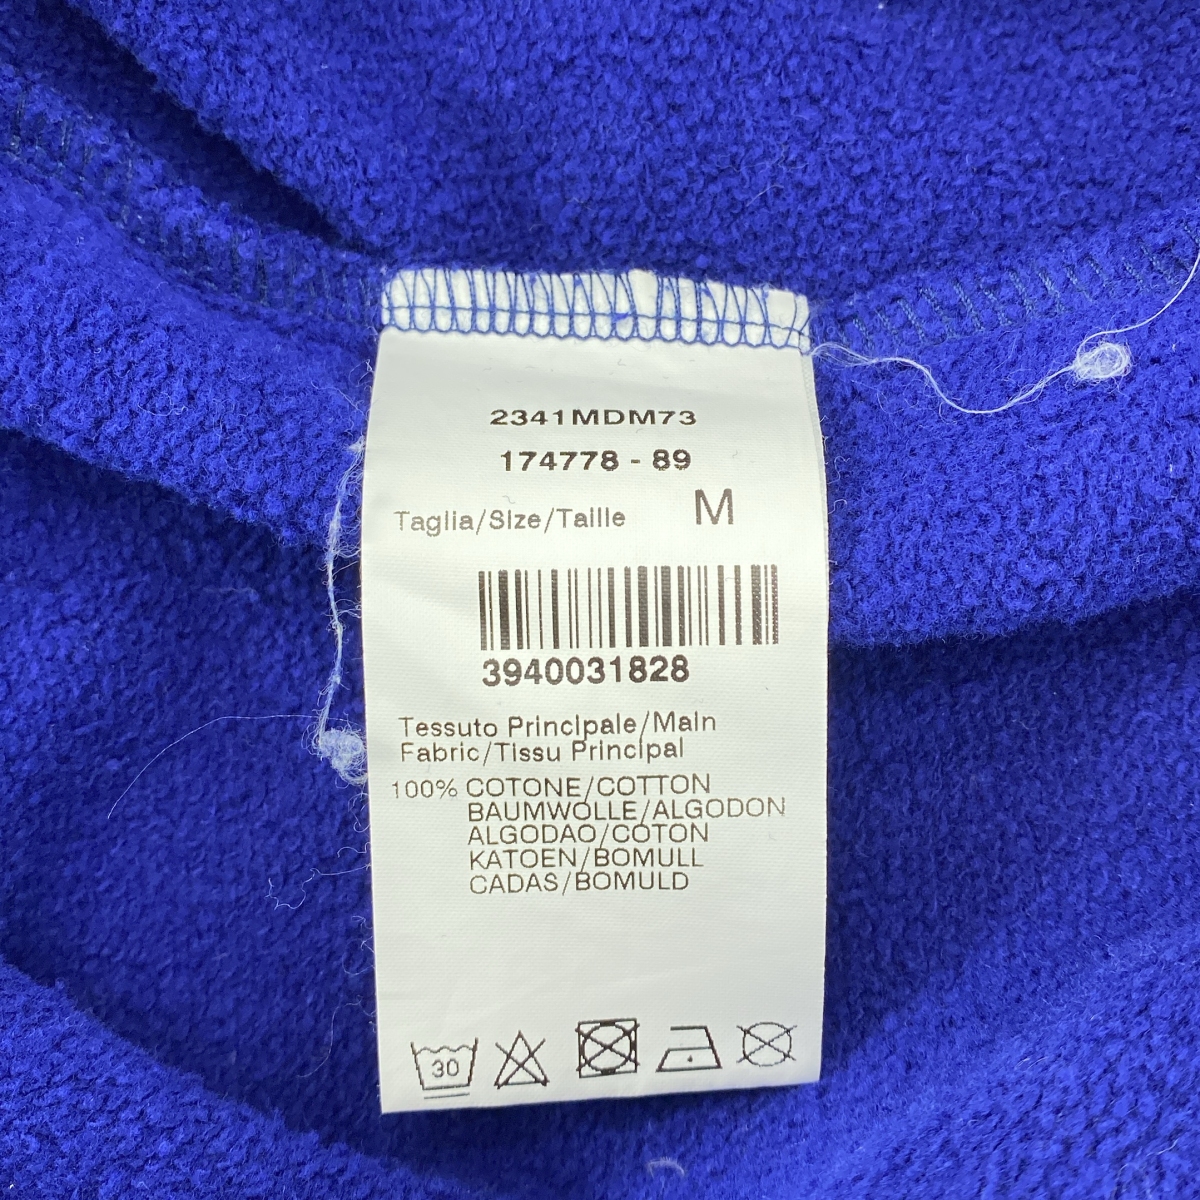 2341MDM73
174778 - 89
Taglia/Size/Taille M
3940031828
Tessuto Principale/Main
Fabric/Tissu Principal
100% COTONE/COTTON
BAUMWOLLE/ALGODON
ALGODAO/COTON
KATOEN/BOMULL
CADAS/BOMULD
30